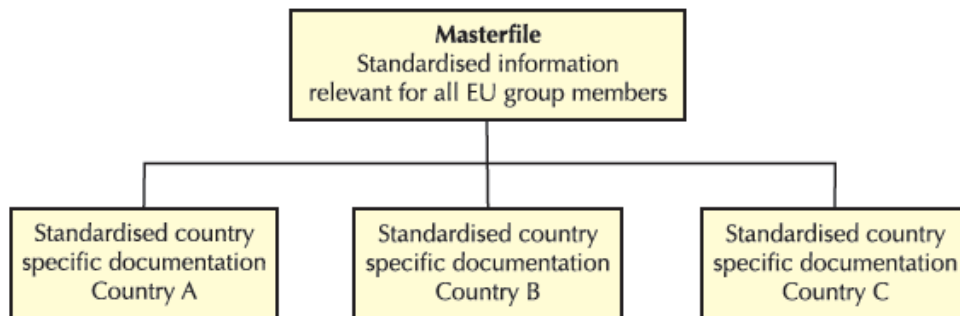 Masterfile
Standardised information
relevant for all EU group members
Standardised country
specific documentation
Country A
Standardised country
specific documentation
Country B
Standardised country
specific documentation
Country C